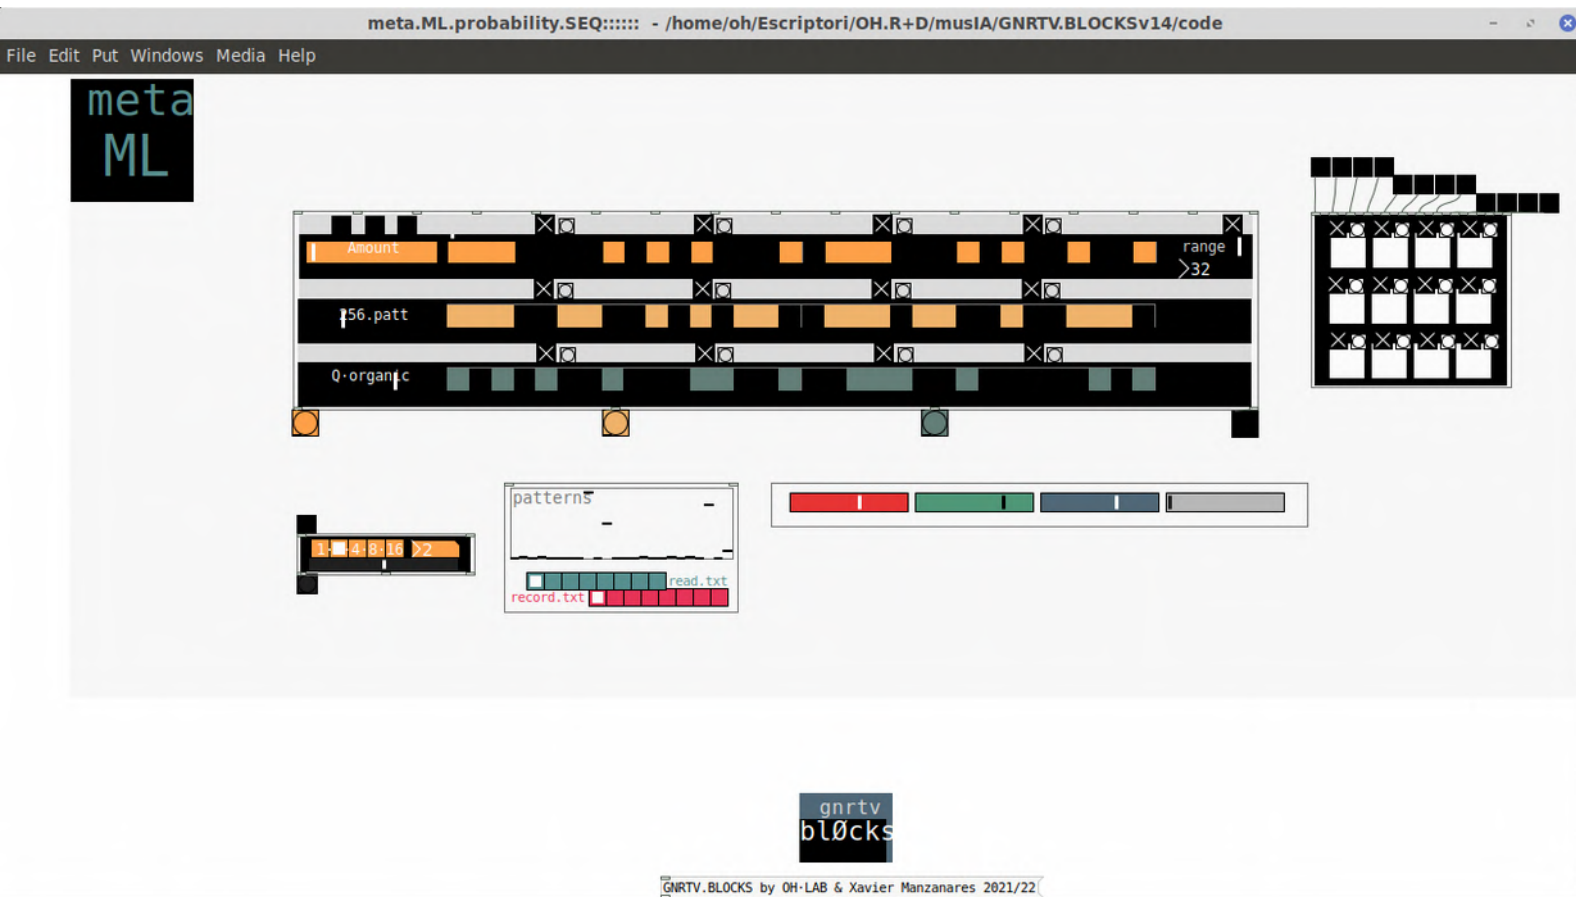 meta.ML.probability.SEQ:::::: - /home/oh/Escriptori/OH.R+D/musIA/GNRTV.BLOCKSv14/code
File Edit Put Windows Media Help
meta
ML
Amount
range
32
256.patt
Q·organic
1· 4·8·16 2
patterns
read.txt
record.txt
gnrtv
blØcks
GNRTV.BLOCKS by OH·LAB & Xavier Manzanares 2021/22